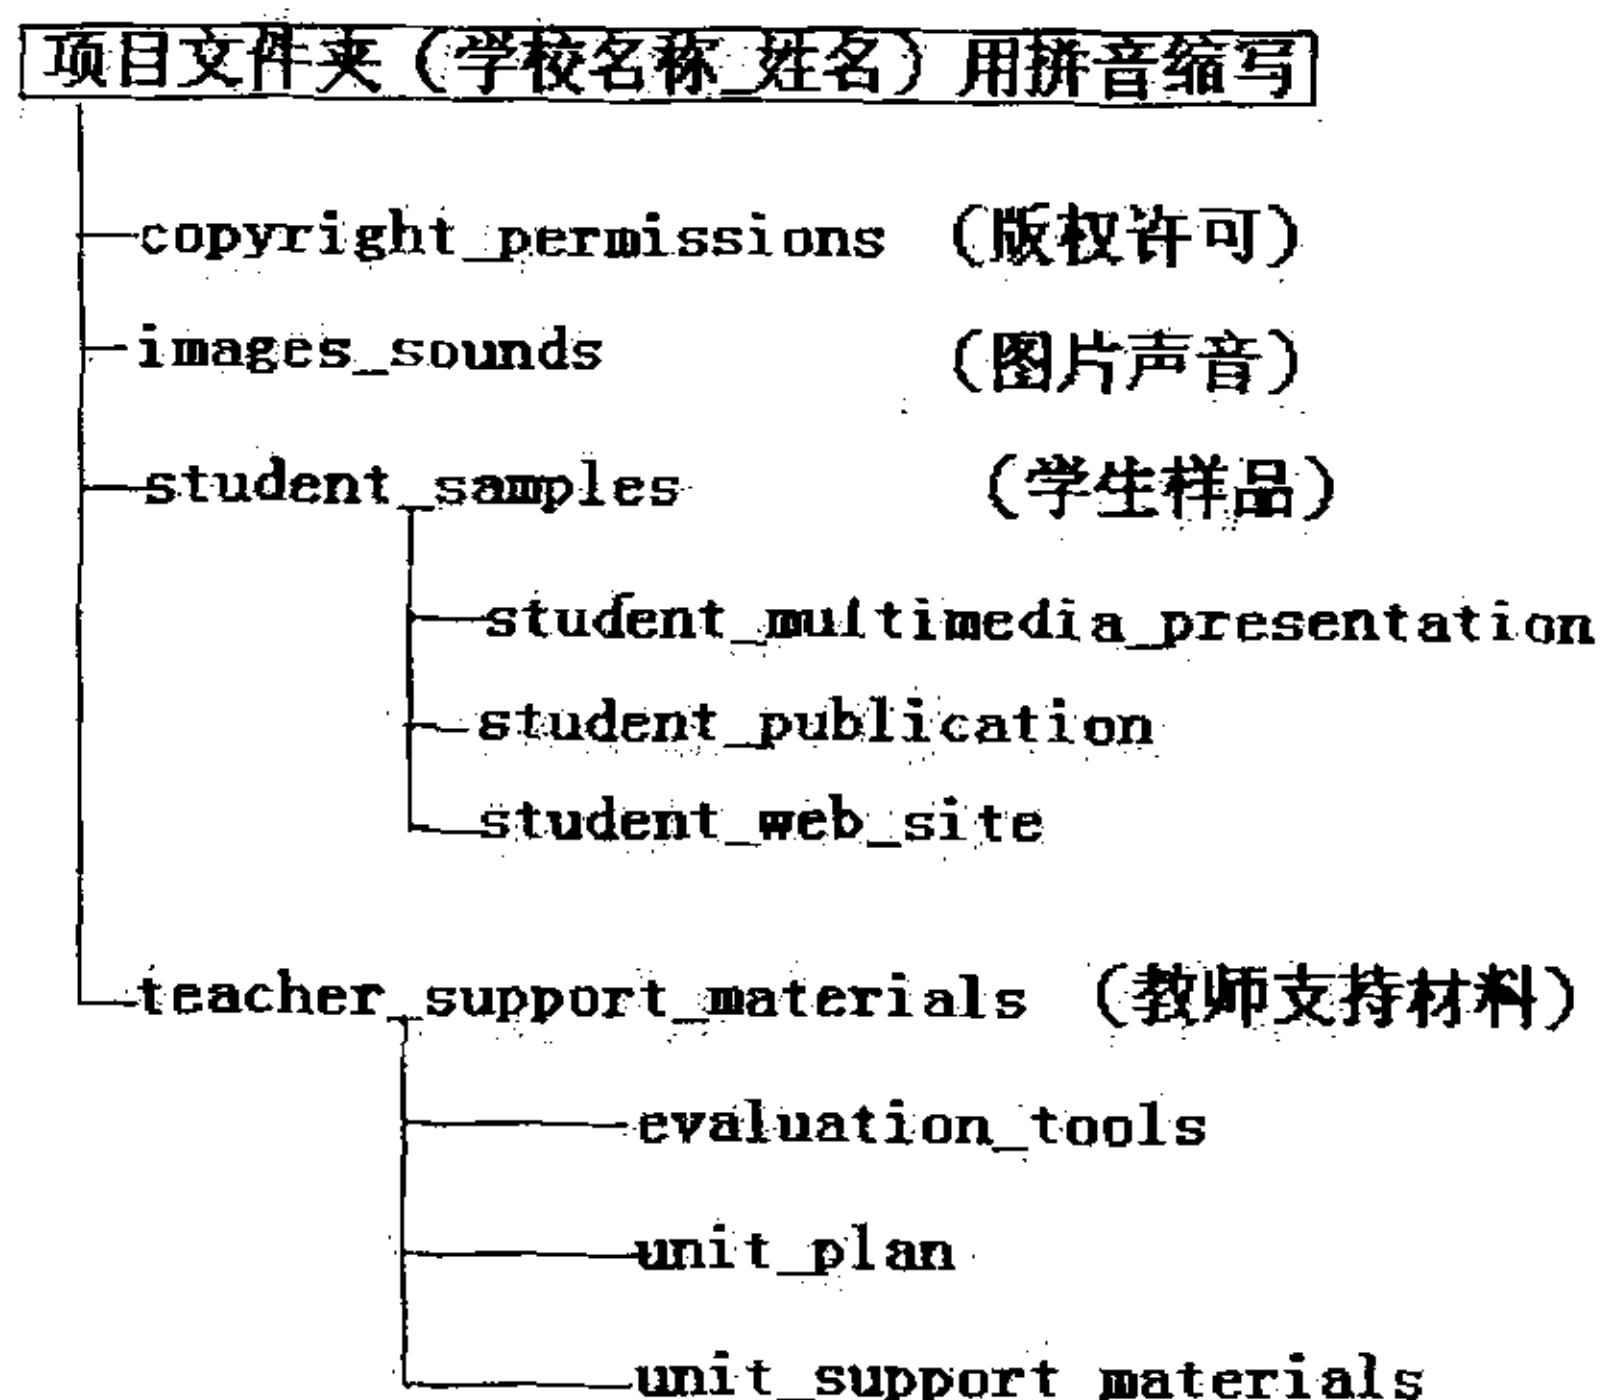 项目文件夹（学校名称_姓名）用拼音缩写
copyright_permissions （版权许可）
images_sounds （图片声音）
student_samples （学生样品）
student_multimedia_presentation
student_publication
student_web_site
teacher_support_materials （教师支持材料）
evaluation_tools
unit_plan
unit_support_materials